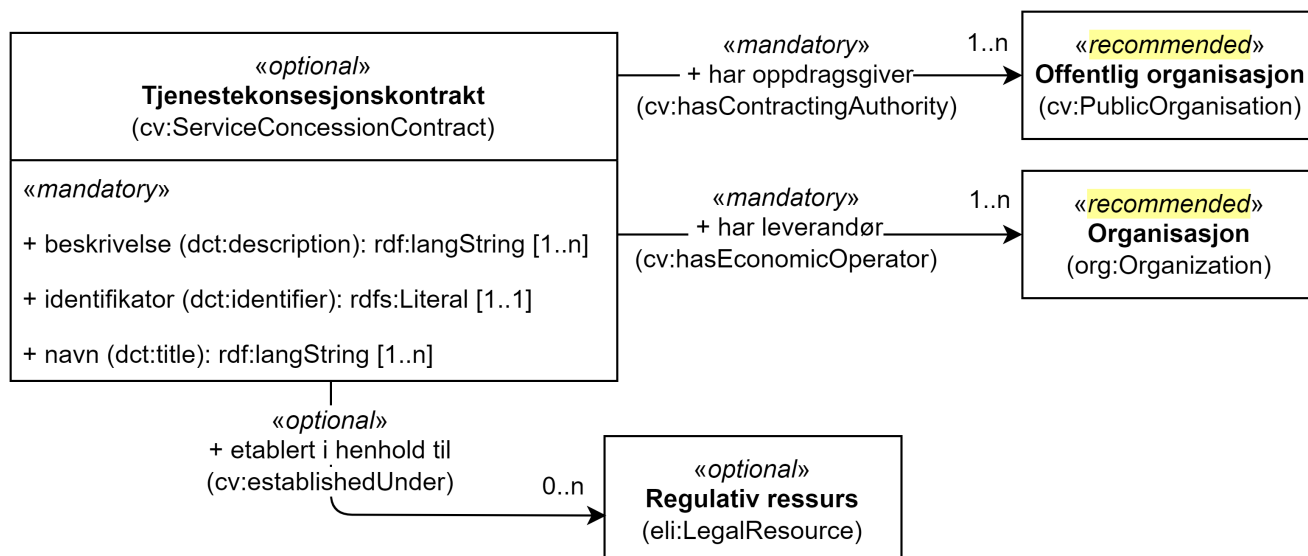 «optional»
Tjenestekonsesjonskontrakt
(cv:ServiceConcessionContract)
«mandatory»
+ beskrivelse (dct:description): rdf:langString [1..n]
+ identifikator (dct:identifier): rdfs:Literal [1..1]
+ navn (dct:title): rdf:langString [1..n]
«mandatory»
+ har oppdragsgiver
(cv:hasContractingAuthority)
1..n
«recommended»
Offentlig organisasjon
(cv:PublicOrganisation)
«mandatory»
+ har leverandør
(cv:hasEconomicOperator)
1..n
«recommended»
Organisasjon
(org:Organization)
«optional»
+ etablert i henhold til
(cv:establishedUnder)
0..n
«optional»
Regulativ ressurs
(eli:LegalResource)